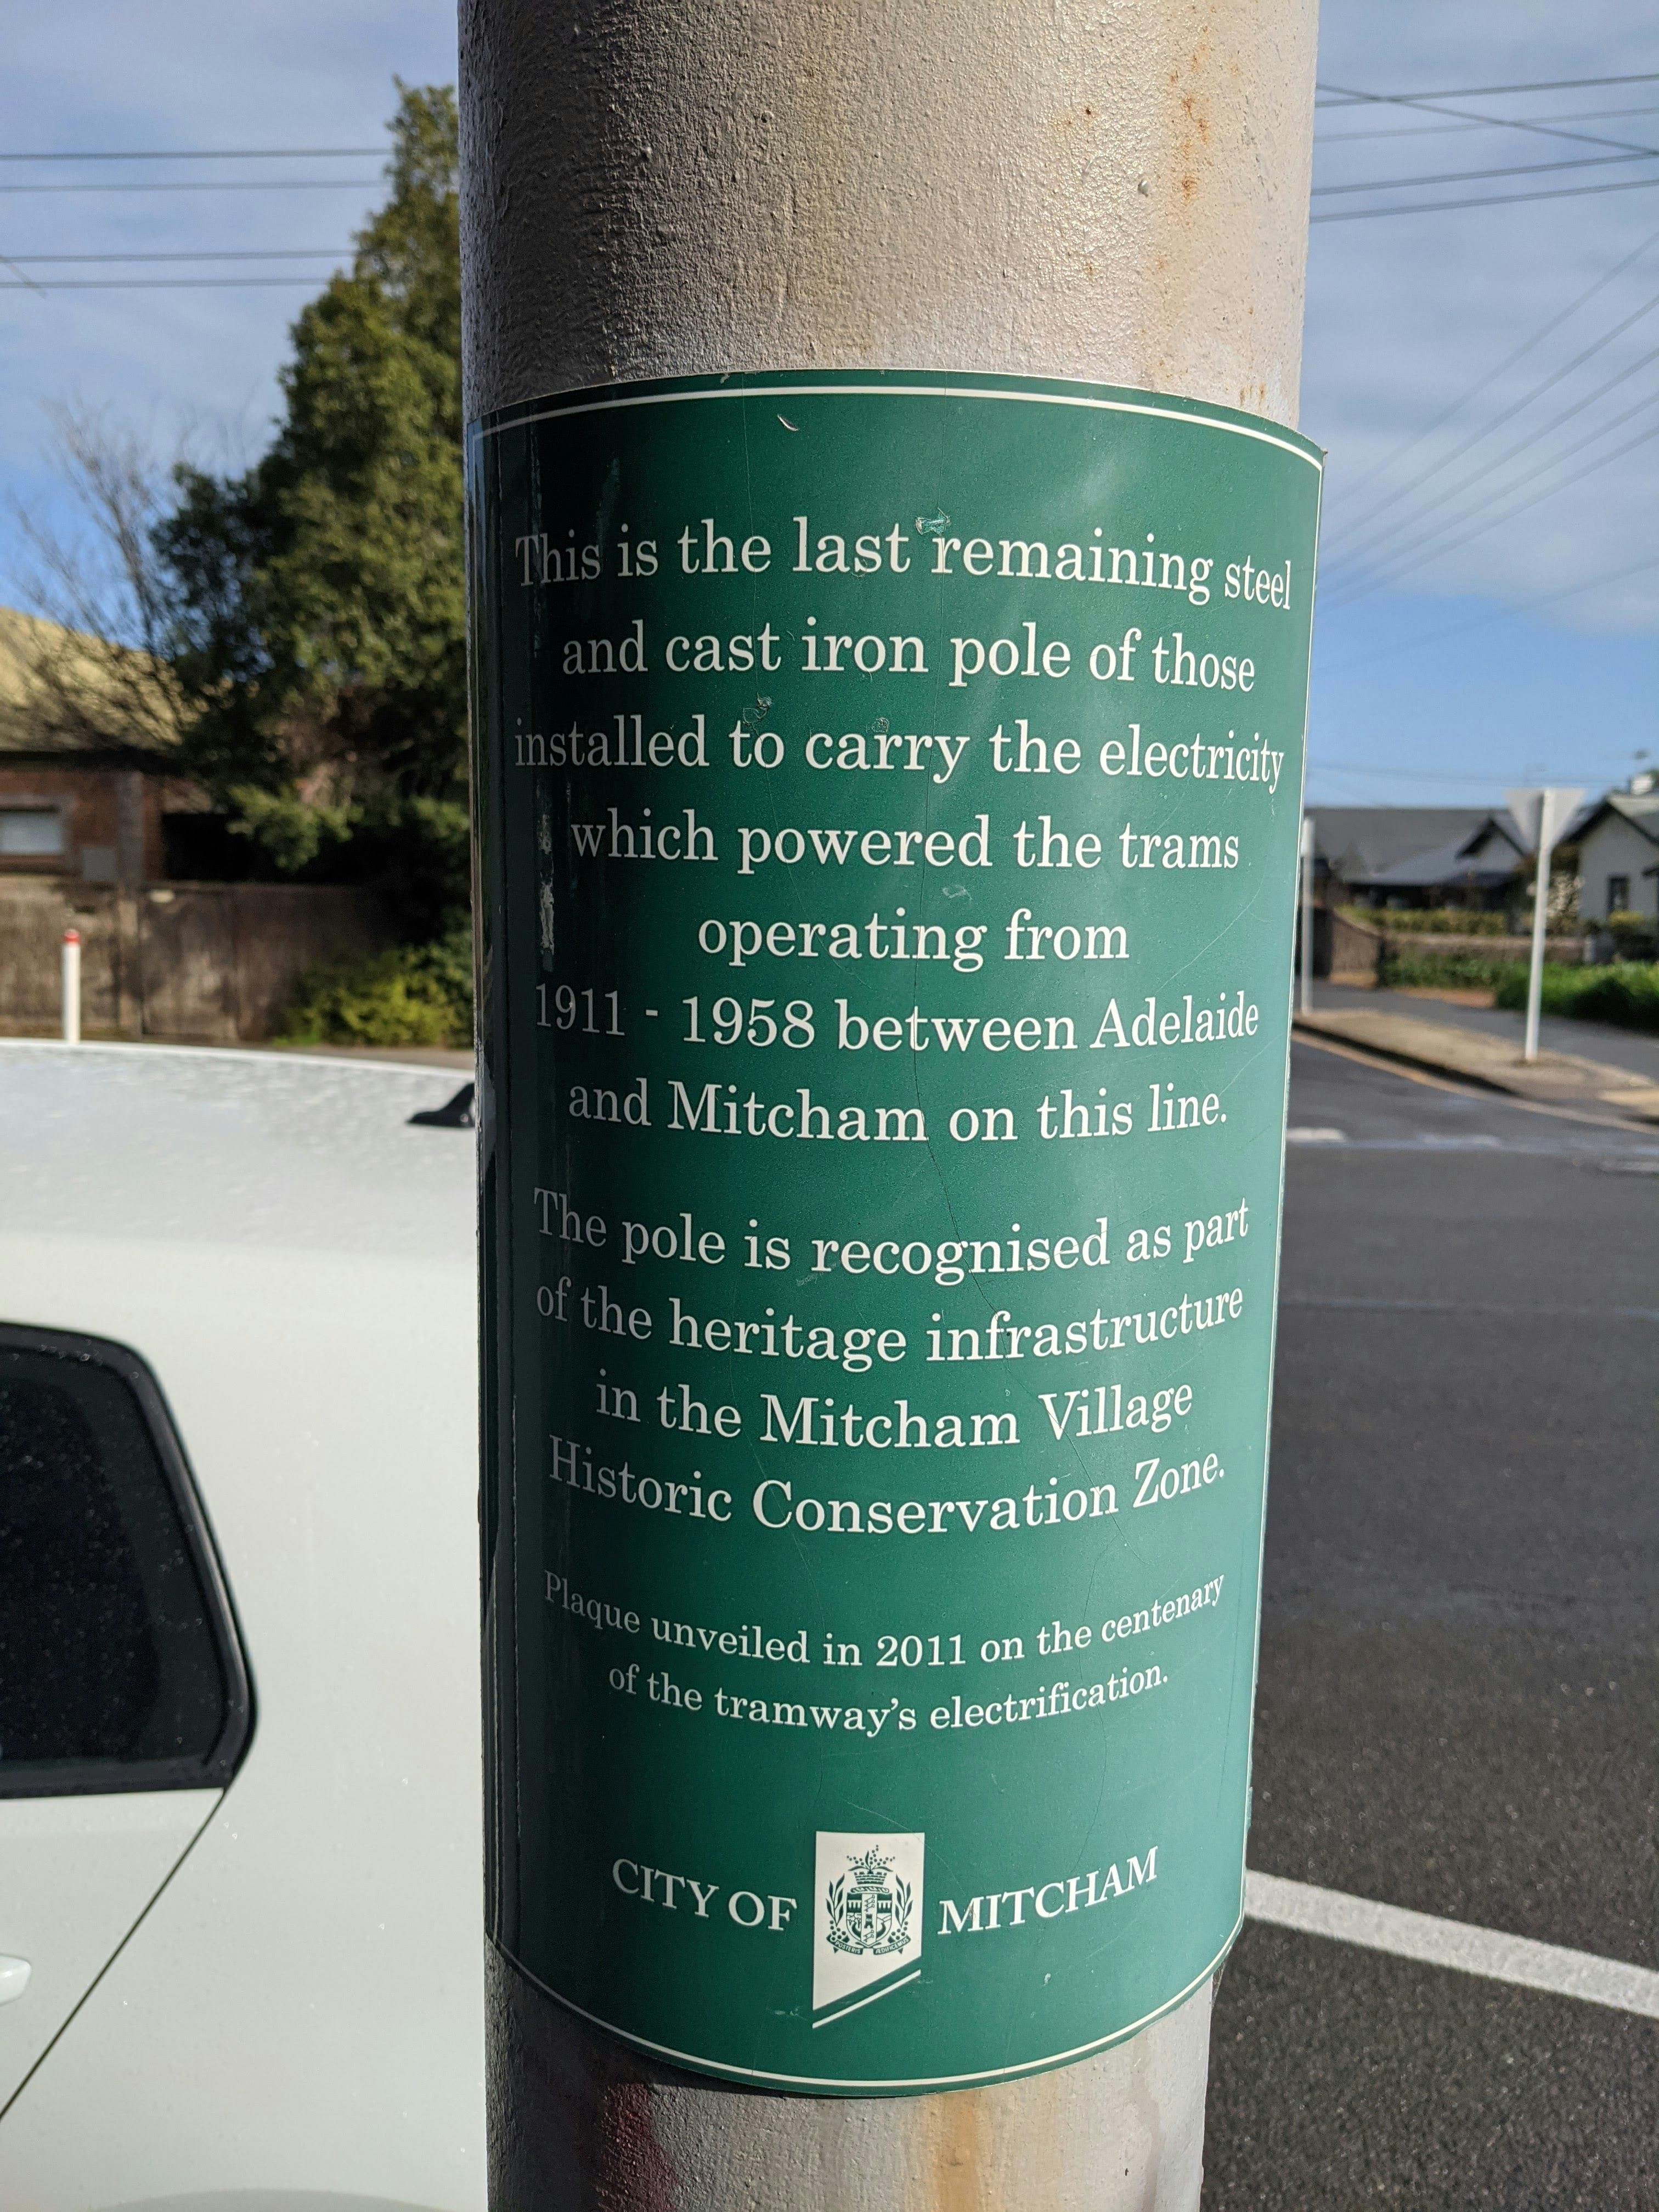 This is the last remaining steel
and cast iron pole of those
installed to carry the electricity
which powered the trams
operating from
1911 - 1958 between Adelaide
and Mitcham on this line.
The pole is recognised as part
of the heritage infrastructure
in the Mitcham Village
Historic Conservation Zone.
Plaque unveiled in 2011 on the centenary
of the tramway's electrification.
CITY OF MITCHAM